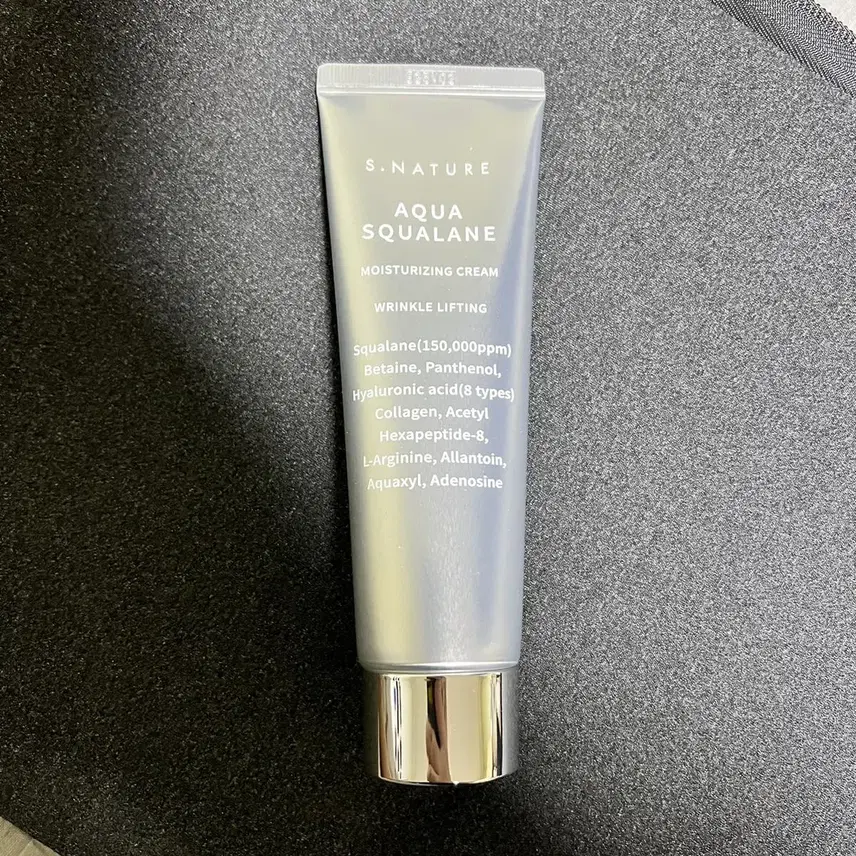 S.NATURE
AQUA
SQUALANE
MOISTURIZING CREAM
WRINKLE LIFTING
Squalane(150,000ppm)
Betaine, Panthenol,
Hyaluronic acid(8 types)
Collagen, Acetyl
Hexapeptide-8,
L-Arginine, Allantoin,
Aquaxyl, Adenosine